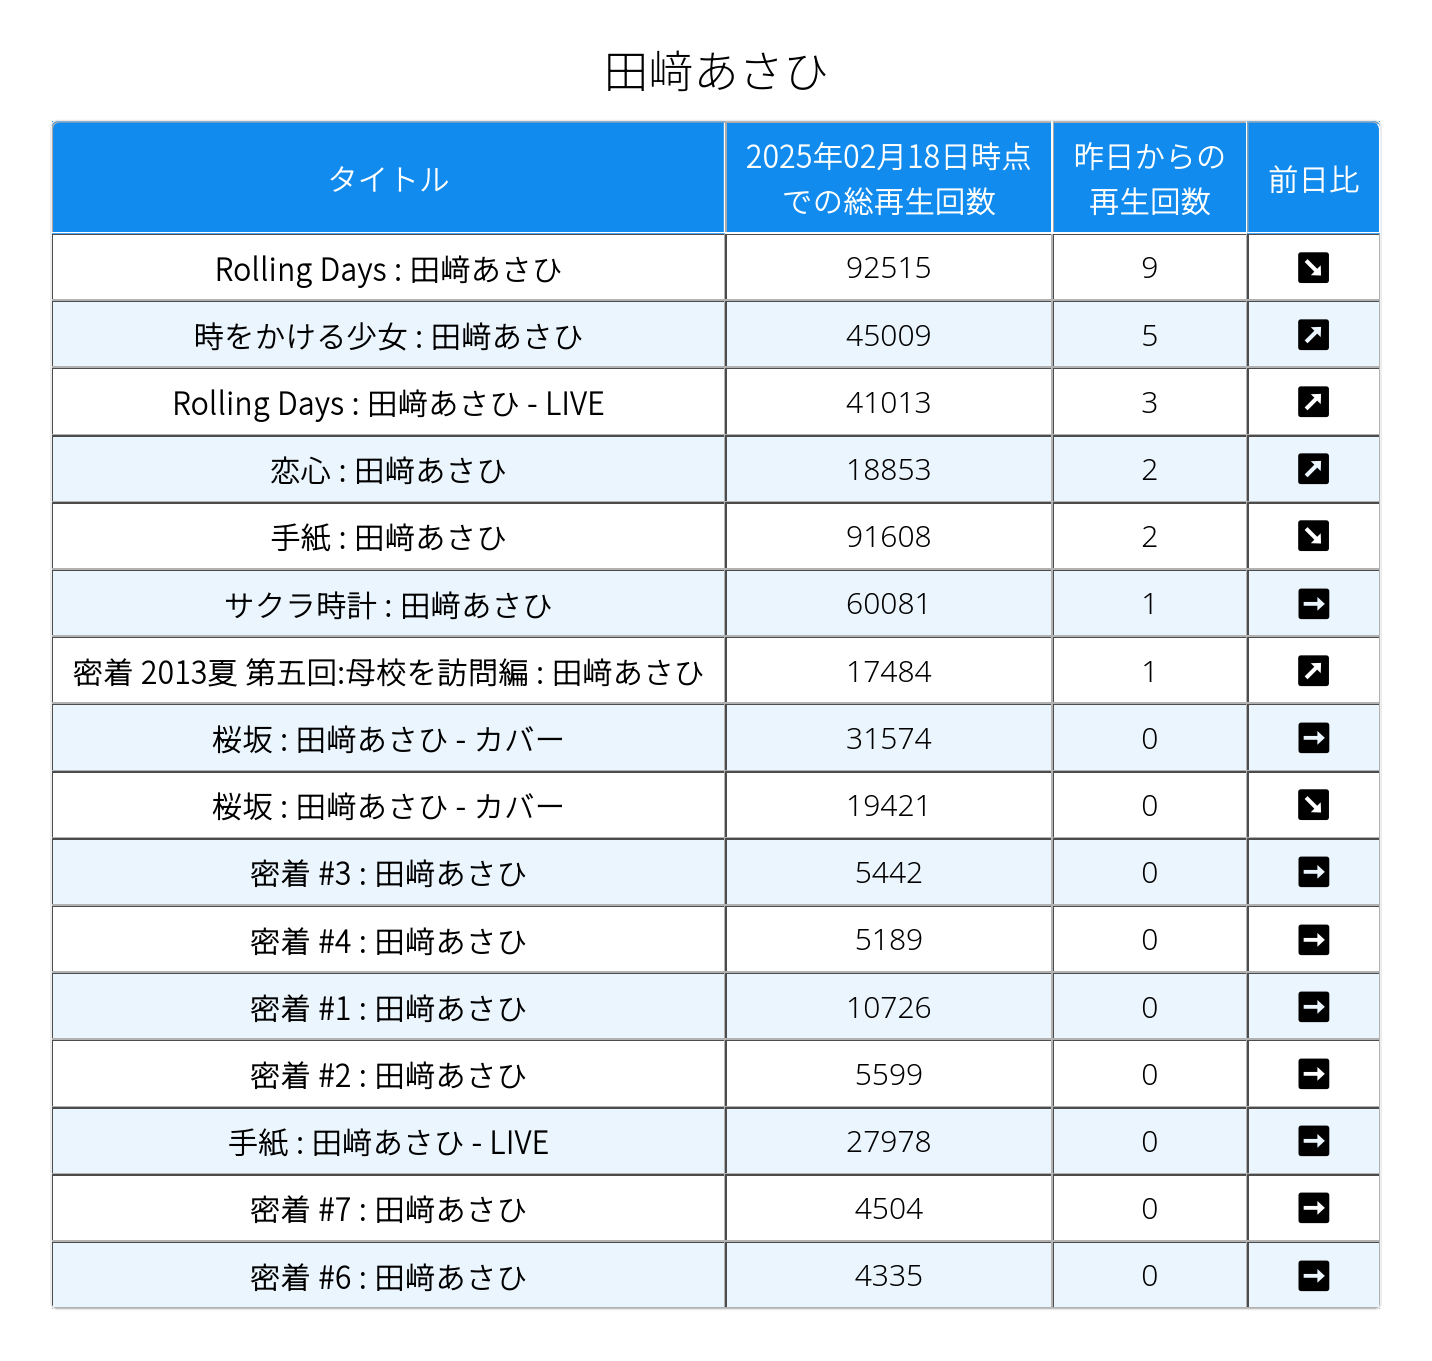 田﨑あさひ
タイトル
2025年02月18日時点
での総再生回数
昨日からの
再生回数
前日比
Rolling Days : 田﨑あさひ 92515 9 ↘
時をかける少女 : 田﨑あさひ 45009 5 ↗
Rolling Days : 田﨑あさひ - LIVE 41013 3 ↗
恋心 : 田﨑あさひ 18853 2 ↗
手紙 : 田﨑あさひ 91608 2 ↘
サクラ時計 : 田﨑あさひ 60081 1 →
密着 2013夏 第五回:母校を訪問編 : 田﨑あさひ 17484 1 ↗
桜坂 : 田﨑あさひ - カバー 31574 0 →
桜坂 : 田﨑あさひ - カバー 19421 0 ↘
密着 #3 : 田﨑あさひ 5442 0 →
密着 #4 : 田﨑あさひ 5189 0 →
密着 #1 : 田﨑あさひ 10726 0 →
密着 #2 : 田﨑あさひ 5599 0 →
手紙 : 田﨑あさひ - LIVE 27978 0 →
密着 #7 : 田﨑あさひ 4504 0 →
密着 #6 : 田﨑あさひ 4335 0 →